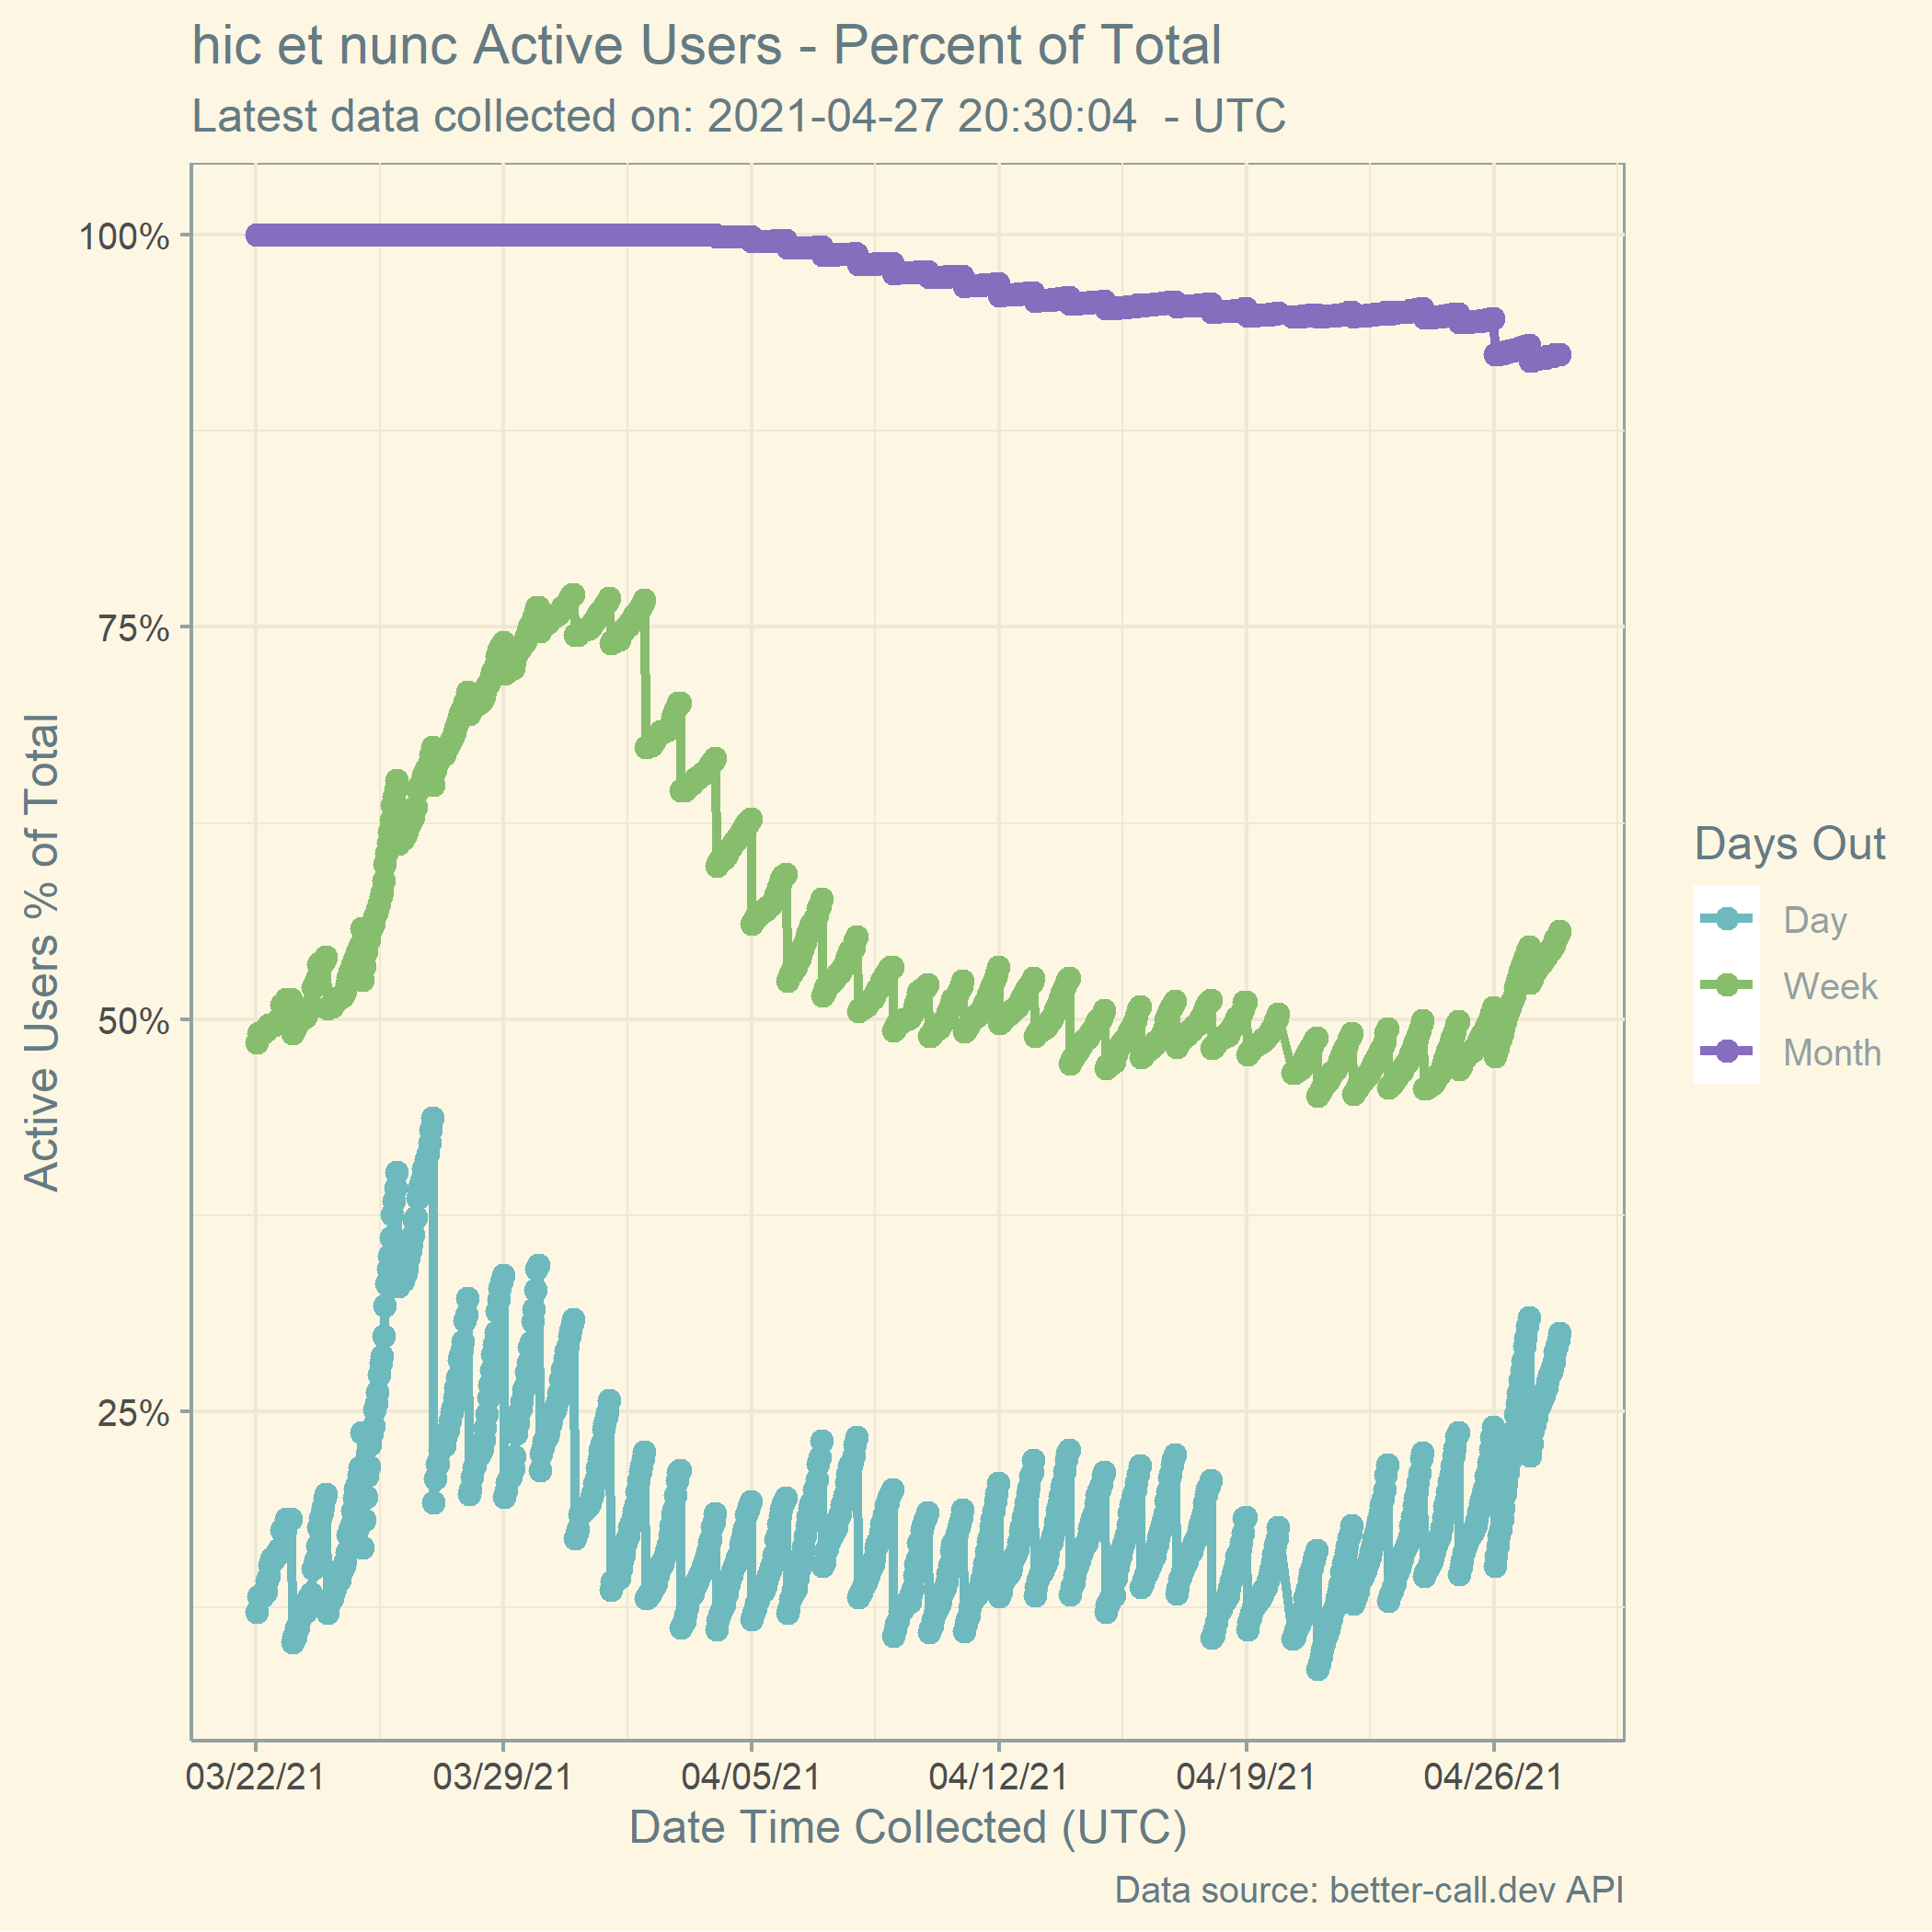 hic et nunc Active Users - Percent of Total
Latest data collected on: 2021-04-27 20:30:04  - UTC
Active Users % of Total
100%
75%
50%
25%
03/22/21 03/29/21 04/05/21 04/12/21 04/19/21 04/26/21
Date Time Collected (UTC)
Days Out
Day
Week
Month
Data source: better-call.dev API